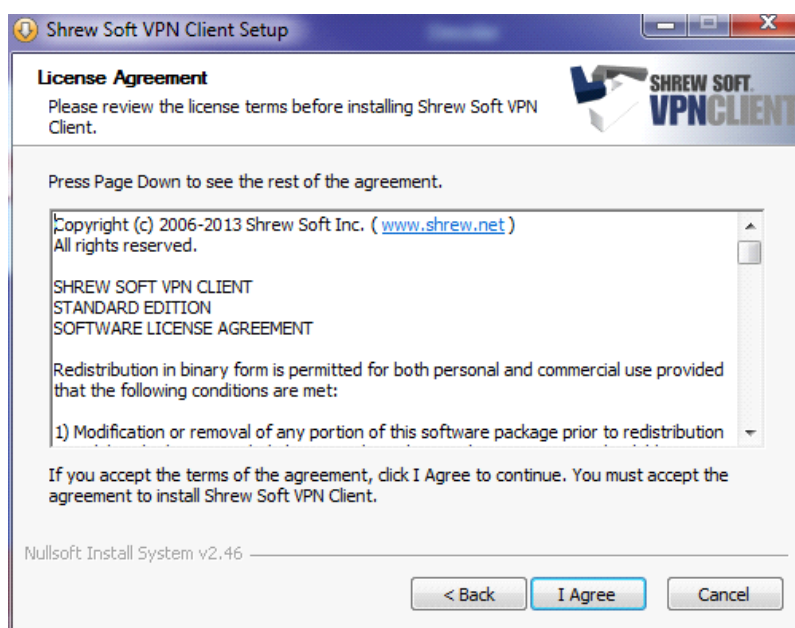 Shrew Soft VPN Client Setup
License Agreement
Please review the license terms before installing Shrew Soft VPN
Client.
SHREW SOFT.
VPNCLIENT
Press Page Down to see the rest of the agreement.
Copyright (c) 2006-2013 Shrew Soft Inc. ( www.shrew.net )
All rights reserved.
SHREW SOFT VPN CLIENT
STANDARD EDITION
SOFTWARE LICENSE AGREEMENT
Redistribution in binary form is permitted for both personal and commercial use provided
that the following conditions are met:
1) Modification or removal of any portion of this software package prior to redistribution
If you accept the terms of the agreement, click I Agree to continue. You must accept the
agreement to install Shrew Soft VPN Client.
Nullsoft Install System v2.46
< Back
I Agree
Cancel